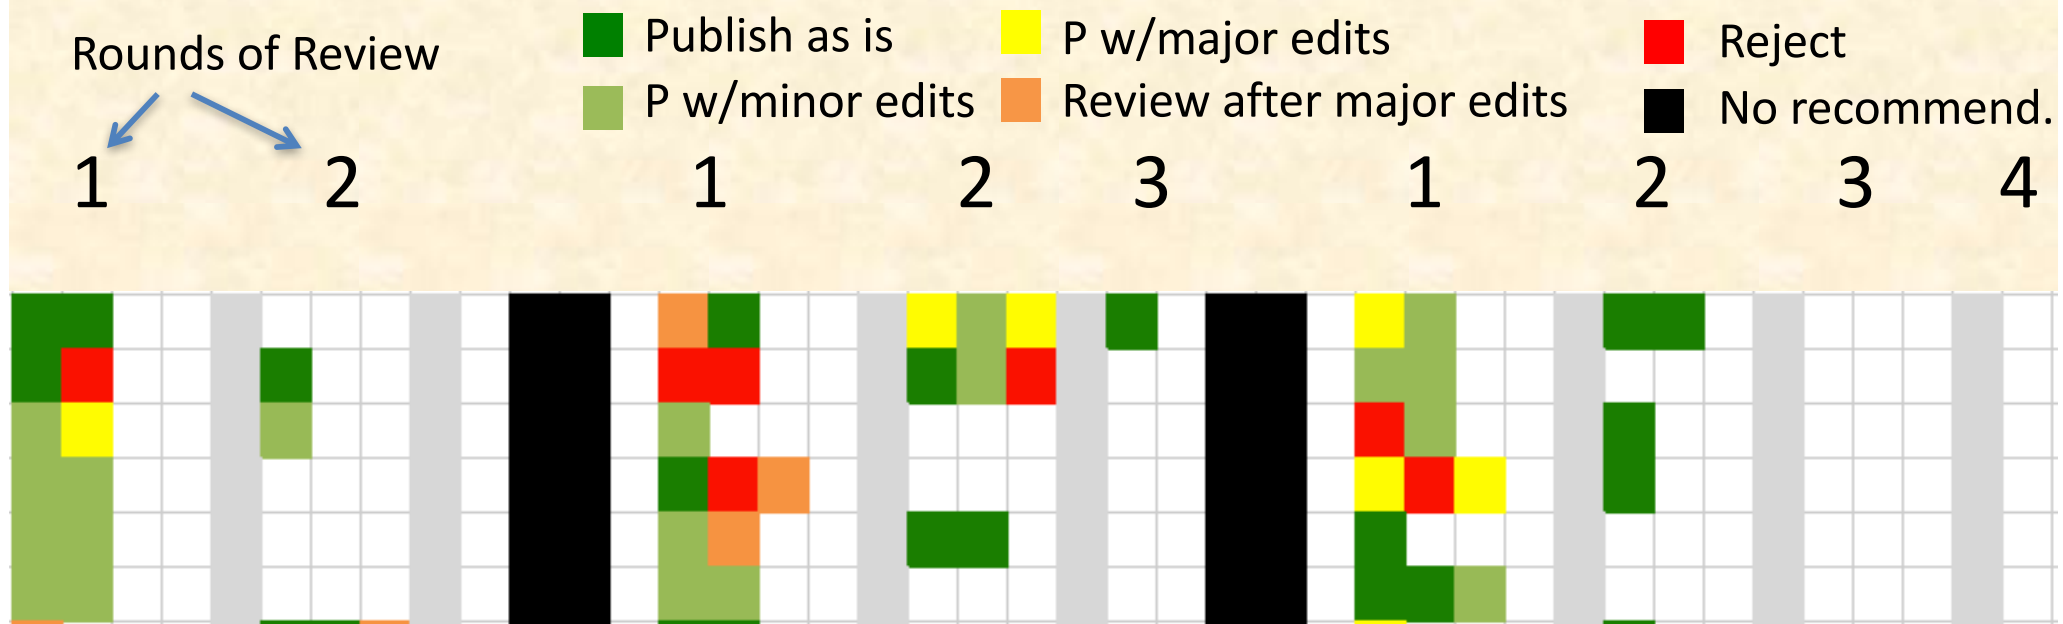 Rounds of Review
Publish as is
P w/major edits
Reject
P w/minor edits
Review after major edits
No recommend.
1 2 1 2 3 1 2 3 4